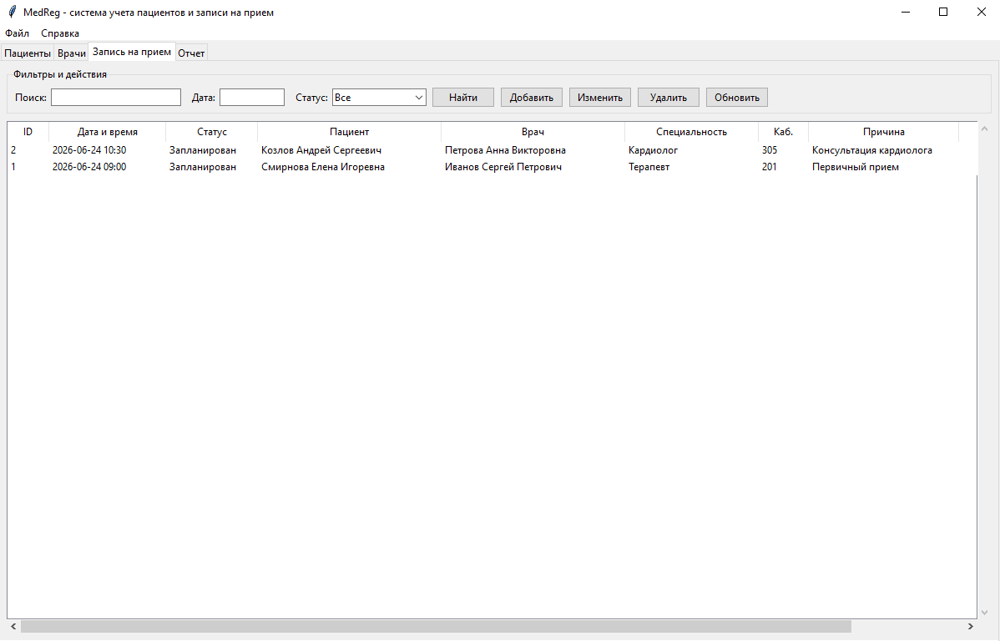 MedReg - система учета пациентов и записи на прием
Файл Справка
Пациенты Врачи Запись на прием Отчет
Фильтры и действия
Поиск: Дата: Статус: Все Найти Добавить Изменить Удалить Обновить
ID Дата и время Статус Пациент Врач Специальность Каб. Причина
2 2026-06-24 10:30 Запланирован Козлов Андрей Сергеевич Петрова Анна Викторовна Кардиолог 305 Консультация кардиолога
1 2026-06-24 09:00 Запланирован Смирнова Елена Игоревна Иванов Сергей Петрович Терапевт 201 Первичный прием